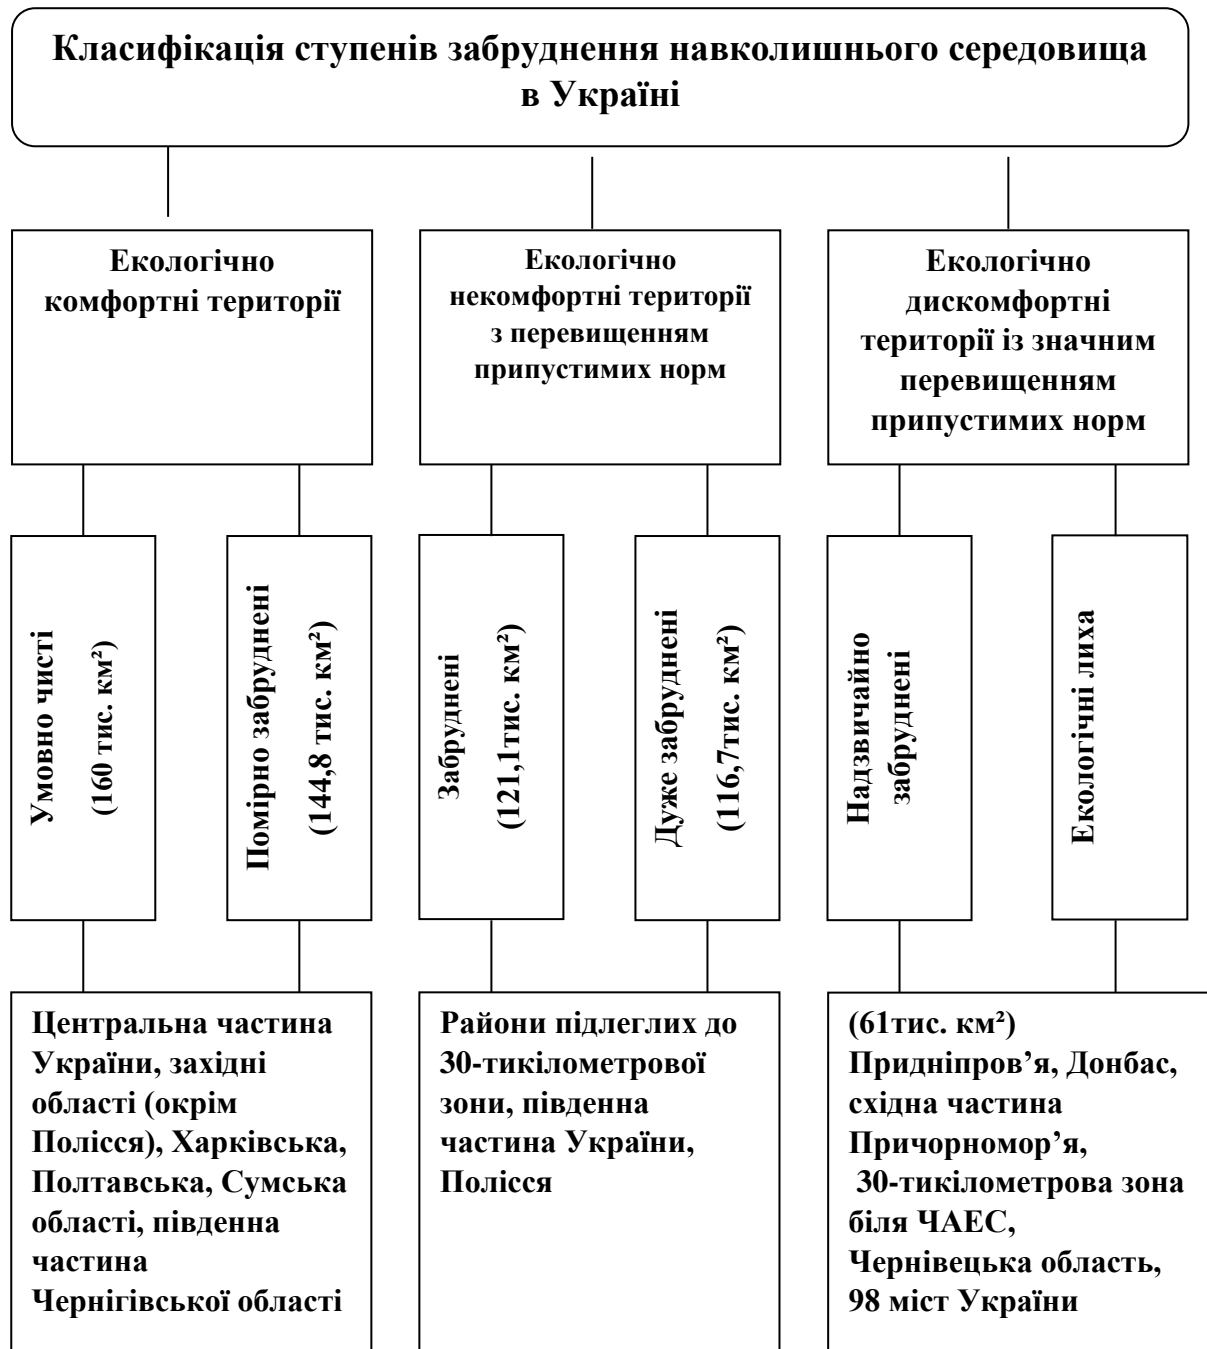 Класифікація ступенів забруднення навколишнього середовища
в Україні
Екологічно
комфортні території
Екологічно
некомфортні території
з перевищенням
припустимих норм
Екологічно
дискомфортні
території із значним
перевищенням
припустимих норм
Умовно чисті
(160 тис. км²)
Помірно забруднені
(144,8 тис. км²)
Забруднені
(121,1тис. км²)
Дуже забруднені
(116,7тис. км²)
Надзвичайно
забруднені
Екологічні лиха
Центральна частина
України, західні
області (окрім
Полісся), Харківська,
Полтавська, Сумська
області, південна
частина
Чернігівської області
Райони підлеглих до
30-тикілометрової
зони, південна
частина України,
Полісся
(61тис. км²)
Придніпров’я, Донбас,
східна частина
Причорномор’я,
30-тикілометрова зона
біля ЧАЕС,
Чернівецька область,
98 міст України